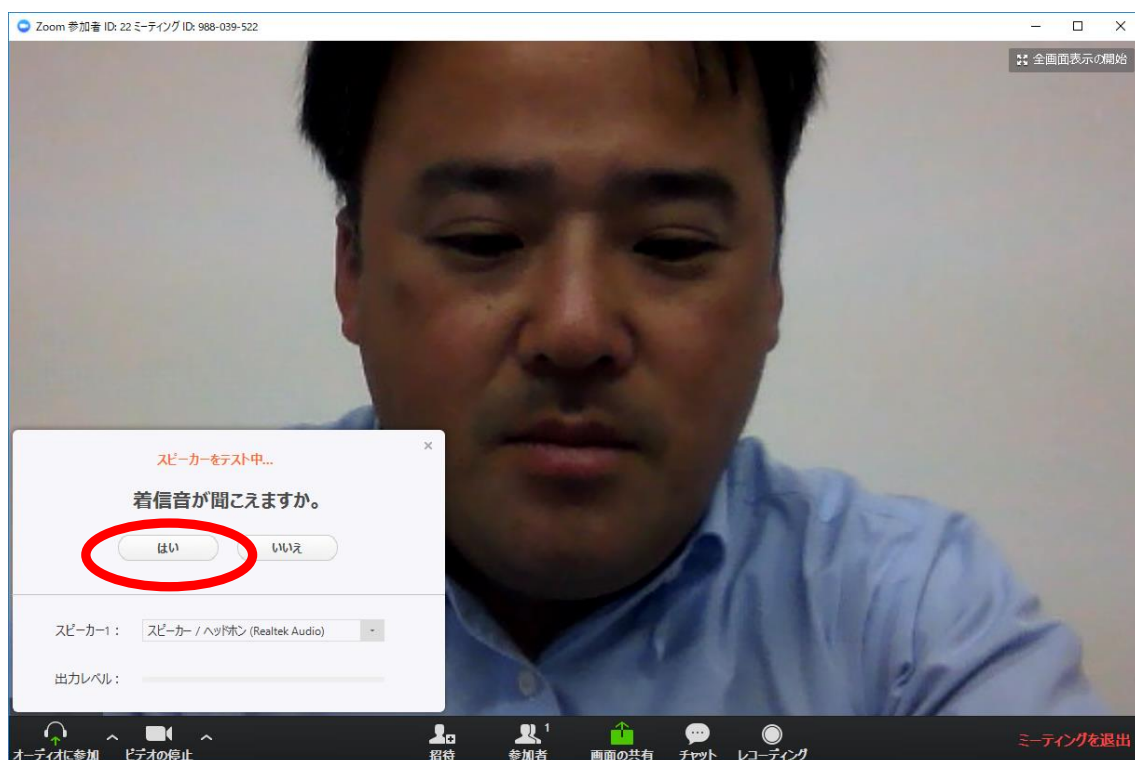 Zoom 参加者 ID: 22 ミーティング ID: 988-039-522
全画面表示の開始
スピーカーをテスト中...
着信音が聞こえますか。
はい いいえ
スピーカー1： スピーカー / ヘッドホン (Realtek Audio)
出力レベル：
1
オーディオに参加 ビデオの停止 招待 参加者 画面の共有 チャット レコーディング ミーティングを退出